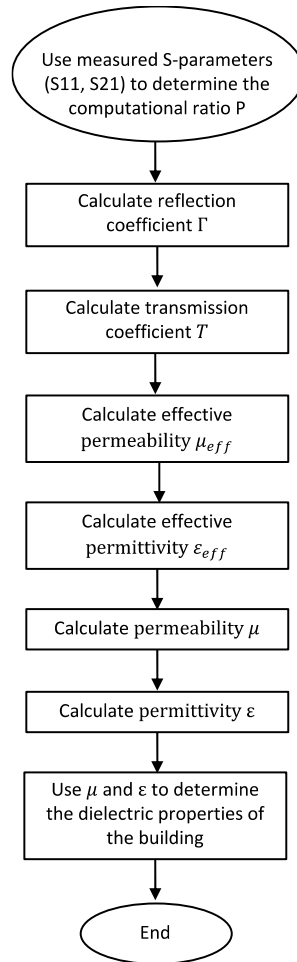 Use measured S-parameters
(S11, S21) to determine the
computational ratio P
Calculate reflection
coefficient Γ
Calculate transmission
coefficient T
Calculate effective
permeability μ_eff
Calculate effective
permittivity ε_eff
Calculate permeability μ
Calculate permittivity ε
Use μ and ε to determine
the dielectric properties of
the building
End